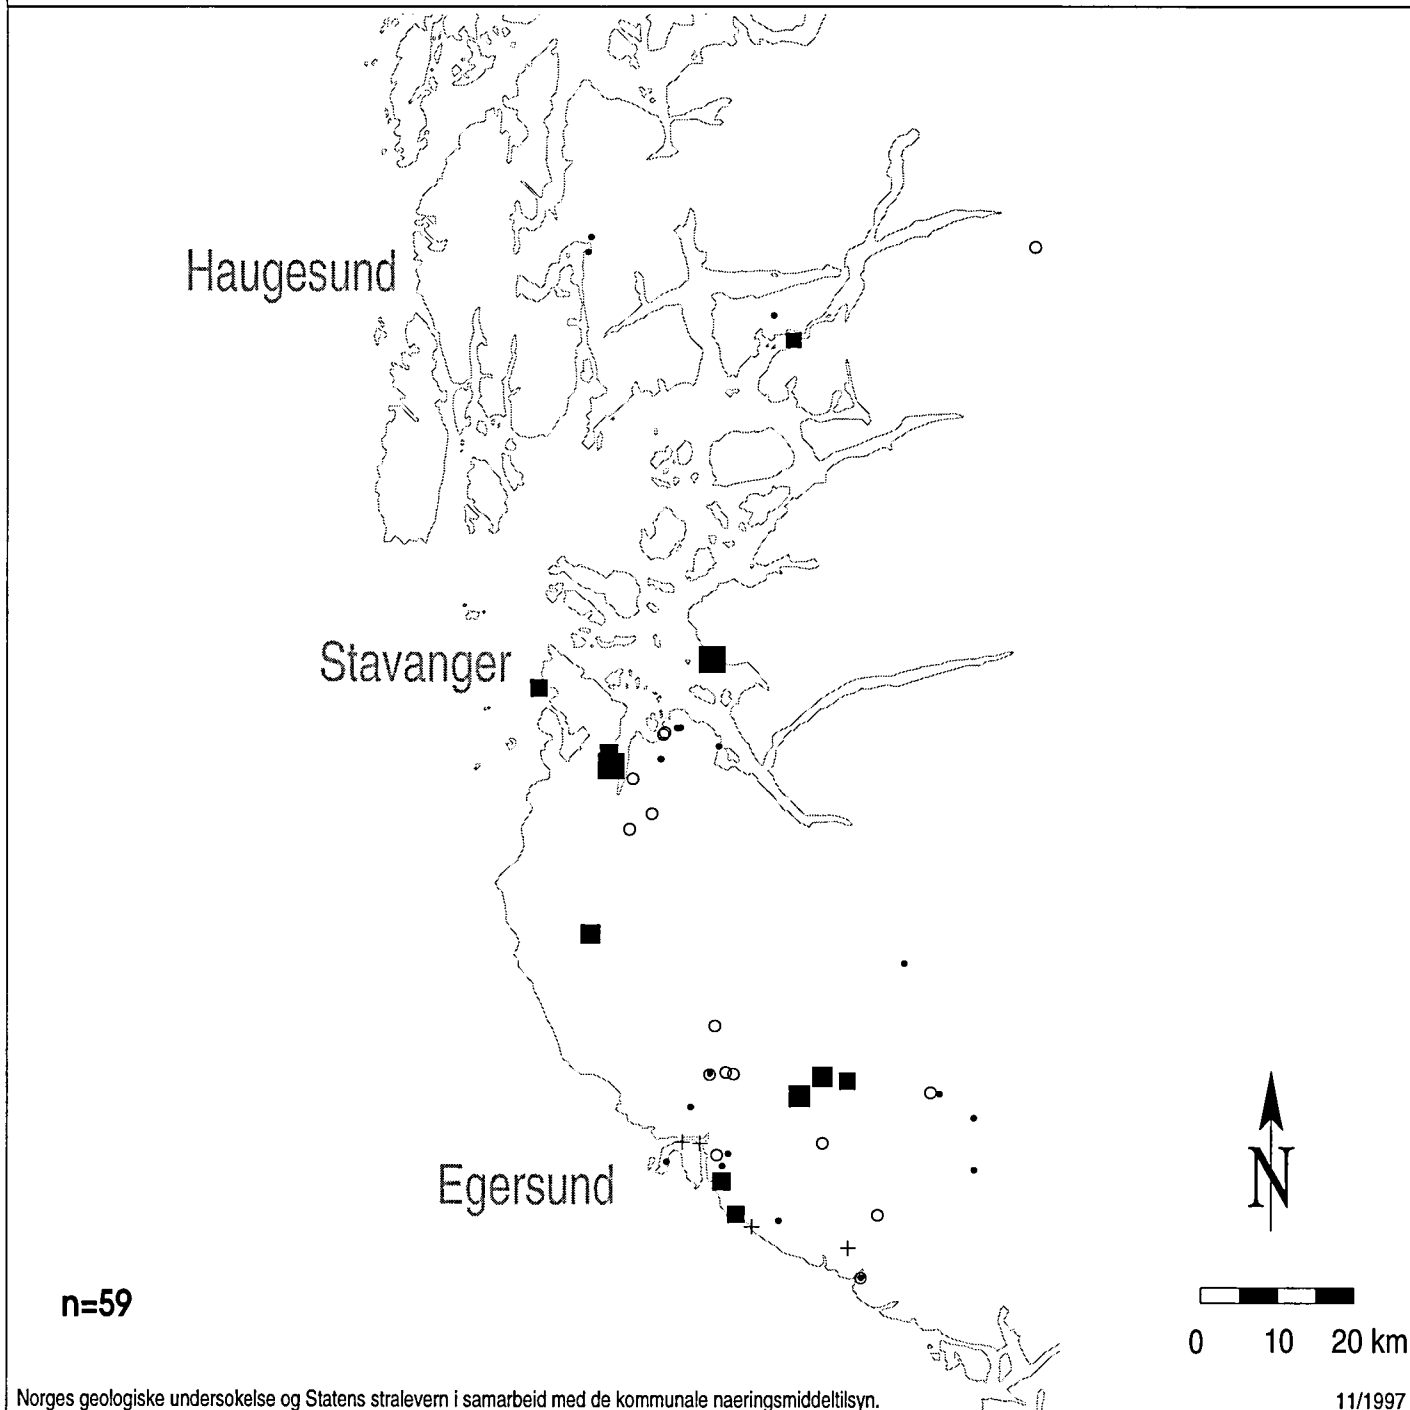 Haugesund
Stavanger
Egersund
N
n=59
0 10 20 km
Norges geologiske undersokelse og Statens stralevern i samarbeid med de kommunale naeringsmiddeltilsyn. 11/1997